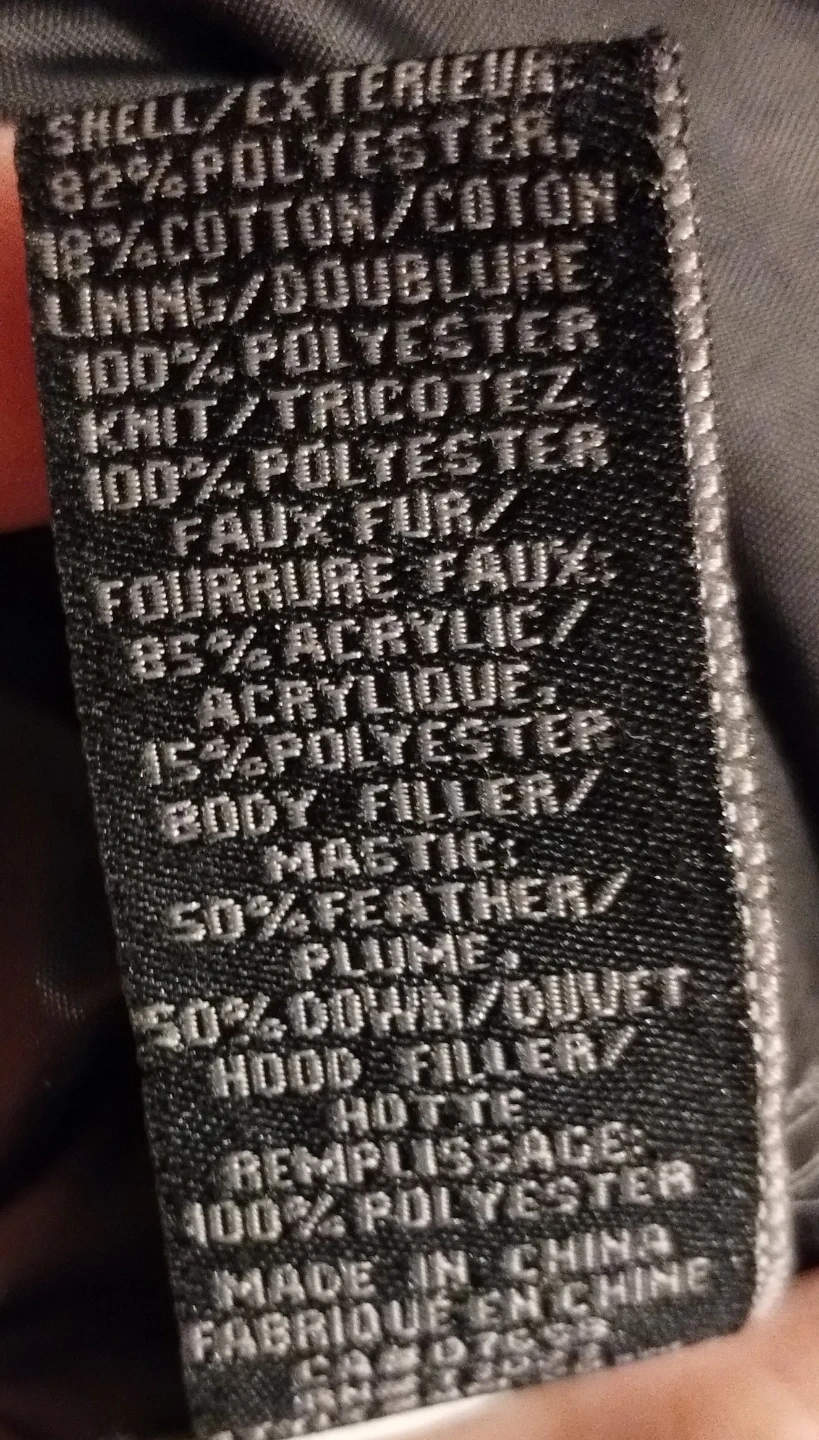 SHELL/EXTERIEUR:
82%POLYESTER,
18%COTTON/COTON
LINING/DOUBLURE
100%POLYESTER
KNIT/TRICOTEZ
100%POLYESTER
FAUX FUR/
FOURRURE FAUX:
85%ACRYLIC/
ACRYLIQUE,
15%POLYESTER
BODY FILLER/
MASTIC:
50%FEATHER/
PLUME,
50%DOWN/DUVET
HOOD FILLER/
HOTTE
REMPLISSAGE:
100%POLYESTER
MADE IN CHINA
FABRIQUE EN CHINE